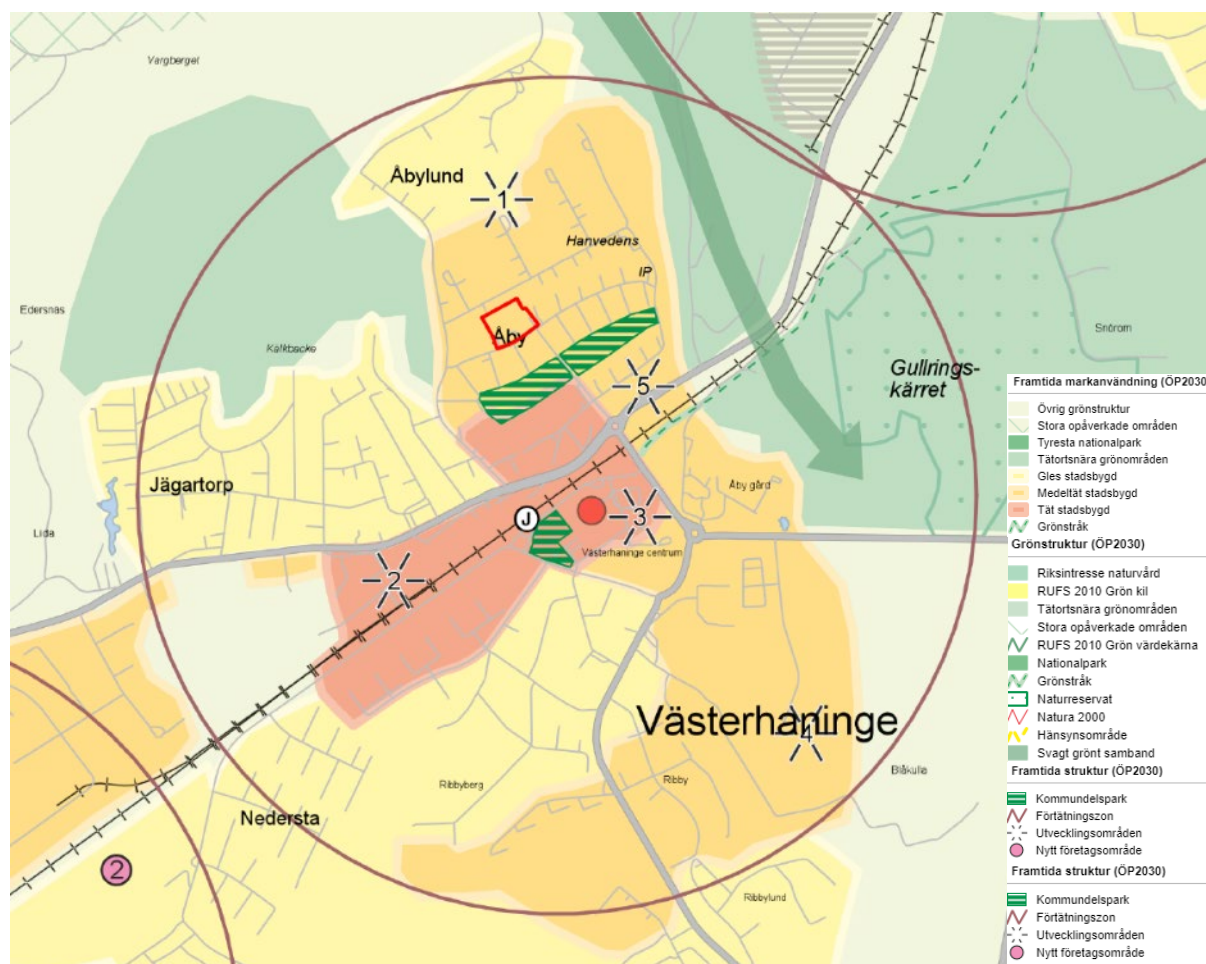 Vargberget
Åbylund
1
Hanvedens
IP
Edersnäs
Åby
Snörom
Kalkbacke
Gullrings-
kärret
5
Jägartorp
Åby gård
J
3
Lida
Västerhaninge centrum
2
Västerhaninge
4
Blåkulla
Ribby
Ribbyberg
Nedersta
2
Ribbylund
Framtida markanvändning (ÖP2030
Övrig grönstruktur
Stora opåverkade områden
Tyresta nationalpark
Tätortsnära grönområden
Gles stadsbygd
Medeltät stadsbygd
Tät stadsbygd
Grönstråk
Grönstruktur (ÖP2030)
Riksintresse naturvård
RUFS 2010 Grön kil
Tätortsnära grönområden
Stora opåverkade områden
RUFS 2010 Grön värdekärna
Nationalpark
Grönstråk
Naturreservat
Natura 2000
Hänsynsområde
Svagt grönt samband
Framtida struktur (ÖP2030)
Kommundelspark
Förtätningszon
Utvecklingsområden
Nytt företagsområde
Framtida struktur (ÖP2030)
Kommundelspark
Förtätningszon
Utvecklingsområden
Nytt företagsområde